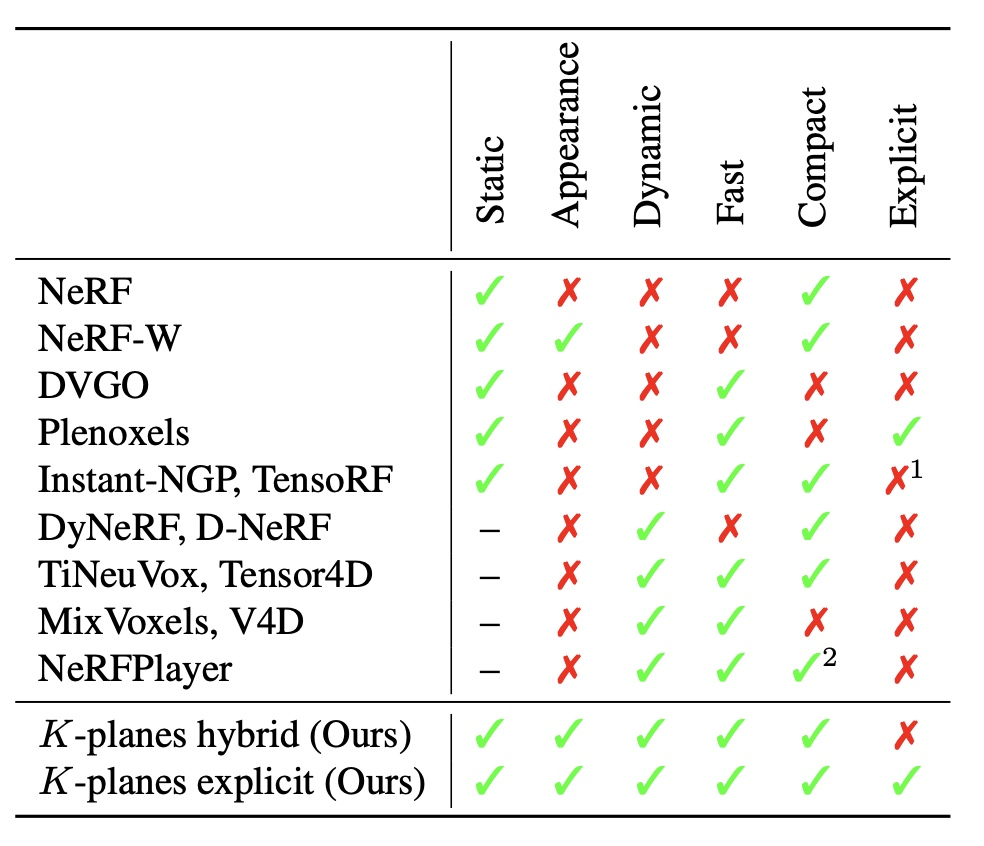 Static Appearance Dynamic Fast Compact Explicit
NeRF ✓ ✗ ✗ ✗ ✓ ✗
NeRF-W ✓ ✓ ✗ ✗ ✓ ✗
DVGO ✓ ✗ ✗ ✓ ✗ ✗
Plenoxels ✓ ✗ ✗ ✓ ✗ ✓
Instant-NGP, TensoRF ✓ ✗ ✗ ✓ ✓ ✗1
DyNeRF, D-NeRF – ✗ ✓ ✗ ✓ ✗
TiNeuVox, Tensor4D – ✗ ✓ ✓ ✓ ✗
MixVoxels, V4D – ✗ ✓ ✓ ✗ ✗
NeRFPlayer – ✗ ✓ ✓ ✓2 ✗
K-planes hybrid (Ours) ✓ ✓ ✓ ✓ ✓ ✗
K-planes explicit (Ours) ✓ ✓ ✓ ✓ ✓ ✓